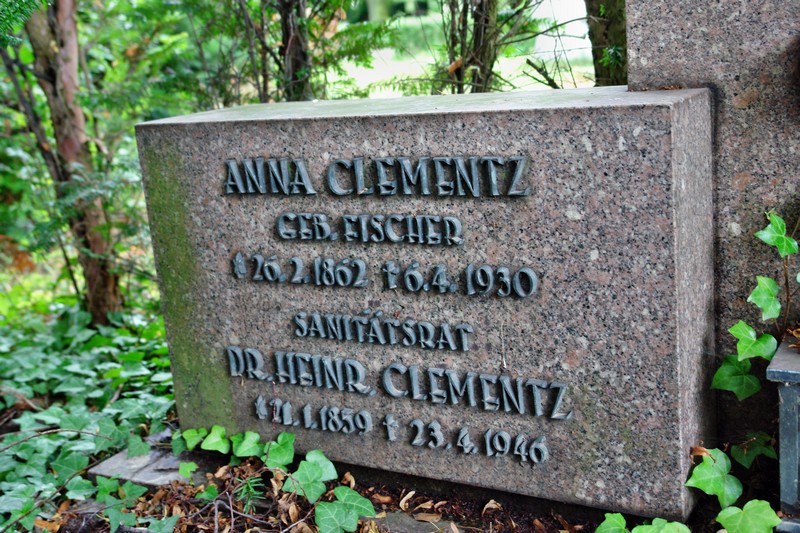 ANNA CLEMENTZ
GEB. FISCHER
* 26.2.1862 † 6.4.1930
SANITÄTSRAT
DR. HEINR. CLEMENTZ
* 21.1.1859 † 23.4.1946